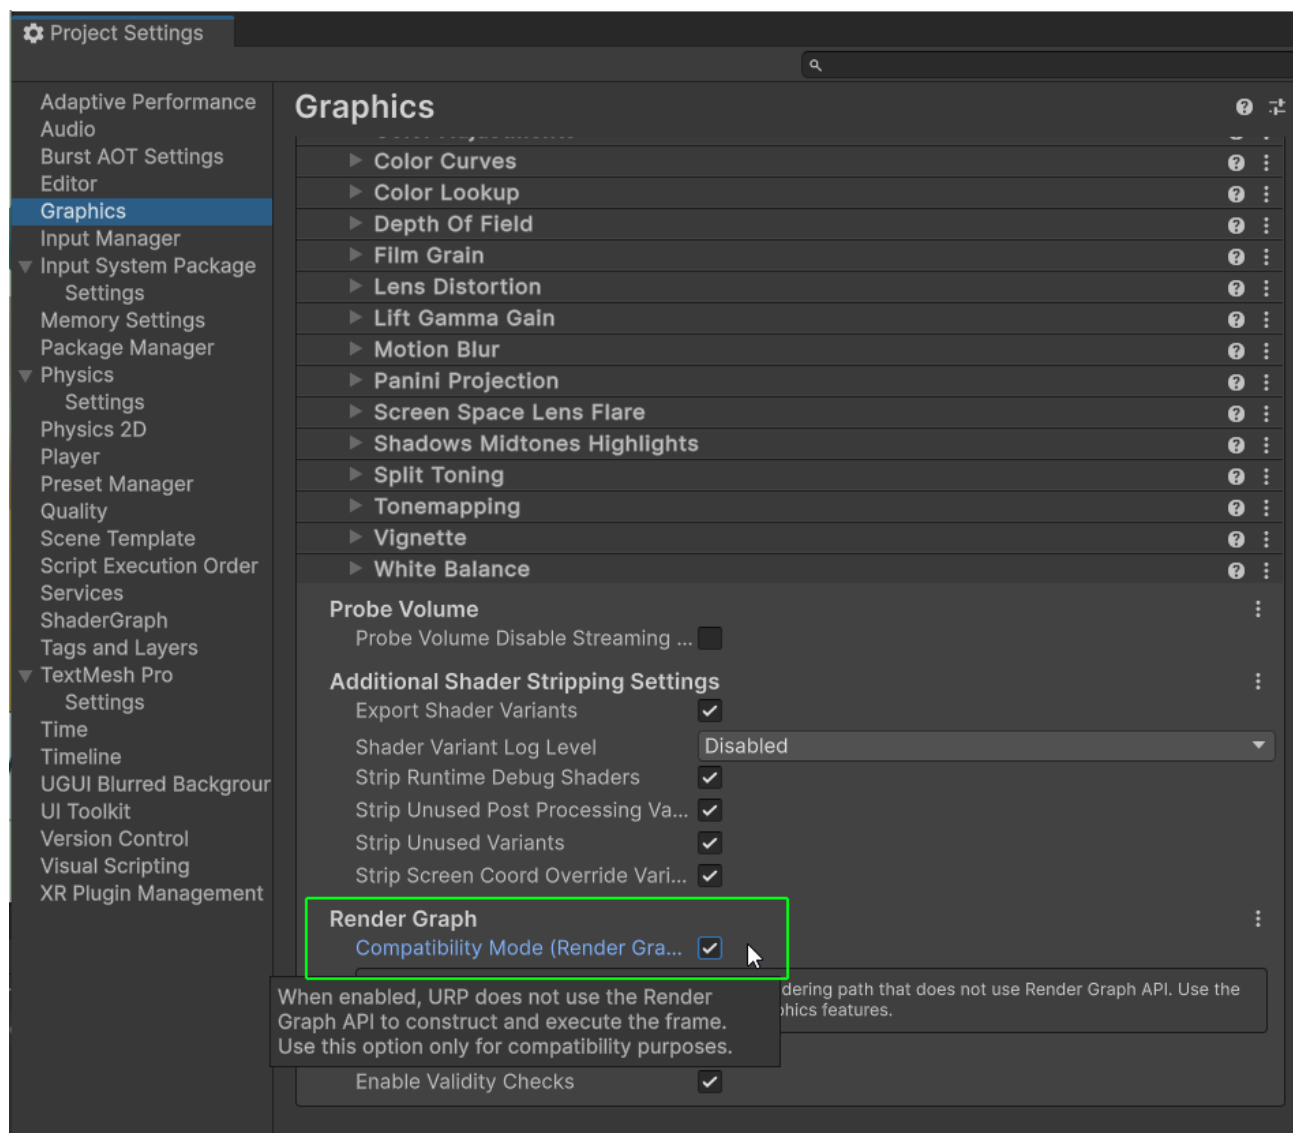 Project Settings
Adaptive Performance
Audio
Burst AOT Settings
Editor
Graphics
Input Manager
Input System Package
Settings
Memory Settings
Package Manager
Physics
Settings
Physics 2D
Player
Preset Manager
Quality
Scene Template
Script Execution Order
Services
ShaderGraph
Tags and Layers
TextMesh Pro
Settings
Time
Timeline
UGUI Blurred Backgrour
UI Toolkit
Version Control
Visual Scripting
XR Plugin Management
Graphics
Color Curves
Color Lookup
Depth Of Field
Film Grain
Lens Distortion
Lift Gamma Gain
Motion Blur
Panini Projection
Screen Space Lens Flare
Shadows Midtones Highlights
Split Toning
Tonemapping
Vignette
White Balance
Probe Volume
Probe Volume Disable Streaming ...
Additional Shader Stripping Settings
Export Shader Variants
Shader Variant Log Level Disabled
Strip Runtime Debug Shaders
Strip Unused Post Processing Va...
Strip Unused Variants
Strip Screen Coord Override Vari...
Render Graph
Compatibility Mode (Render Gra...
dering path that does not use Render Graph API. Use the
hics features.
When enabled, URP does not use the Render
Graph API to construct and execute the frame.
Use this option only for compatibility purposes.
Enable Validity Checks